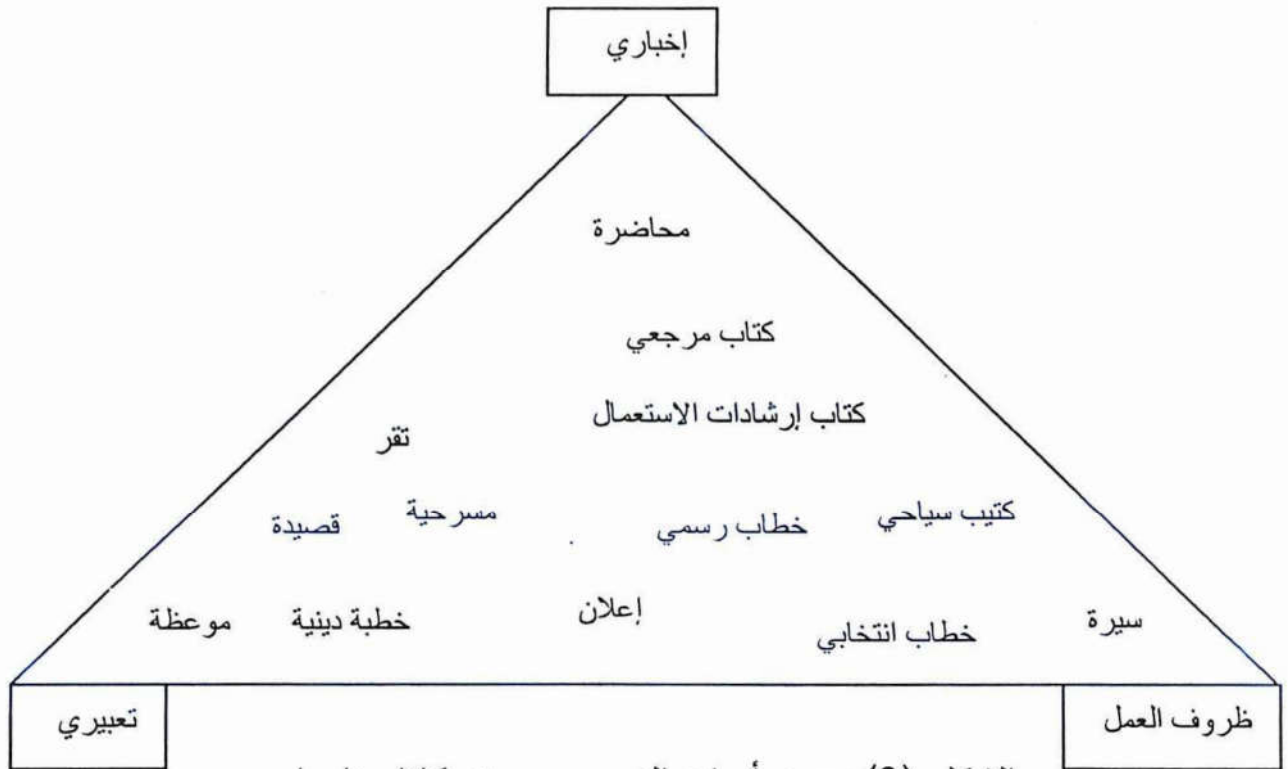 إخباري
محاضرة
كتاب مرجعي
كتاب إرشادات الاستعمال
تقر
كتيب سياحي
خطاب رسمي
مسرحية
قصيدة
سيرة
خطاب انتخابي
إعلان
خطبة دينية
موعظة
ظروف العمل
تعبيري